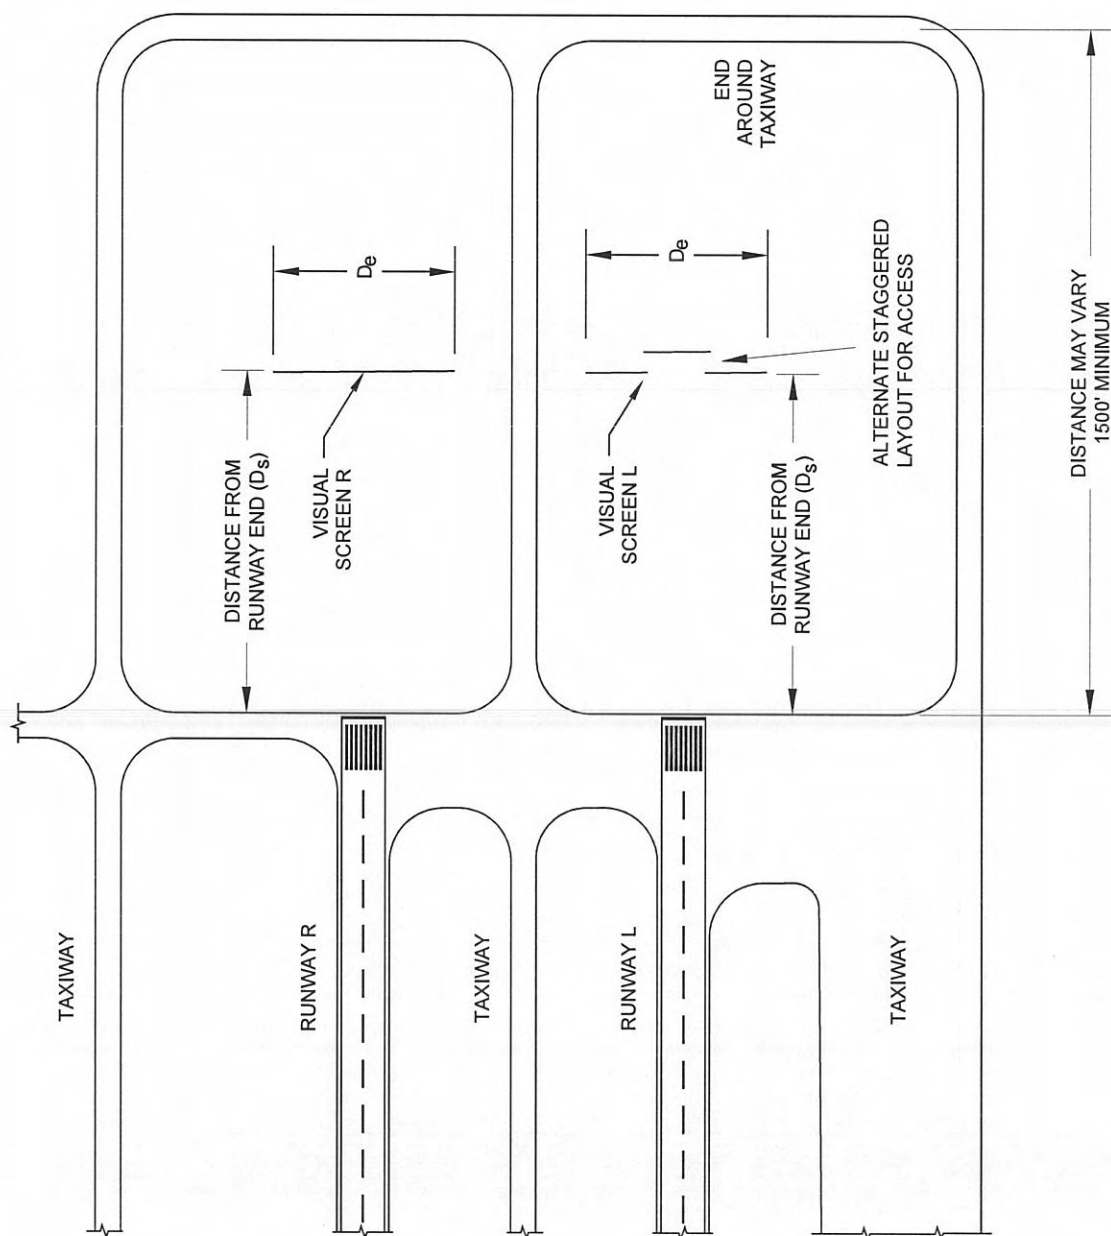 TAXIWAY
RUNWAY R
TAXIWAY
RUNWAY L
TAXIWAY
DISTANCE FROM
RUNWAY END (Ds)
VISUAL
SCREEN R
De
VISUAL
SCREEN L
DISTANCE FROM
RUNWAY END (Ds)
De
END
AROUND
TAXIWAY
ALTERNATE STAGGERED
LAYOUT FOR ACCESS
DISTANCE MAY VARY
1500' MINIMUM